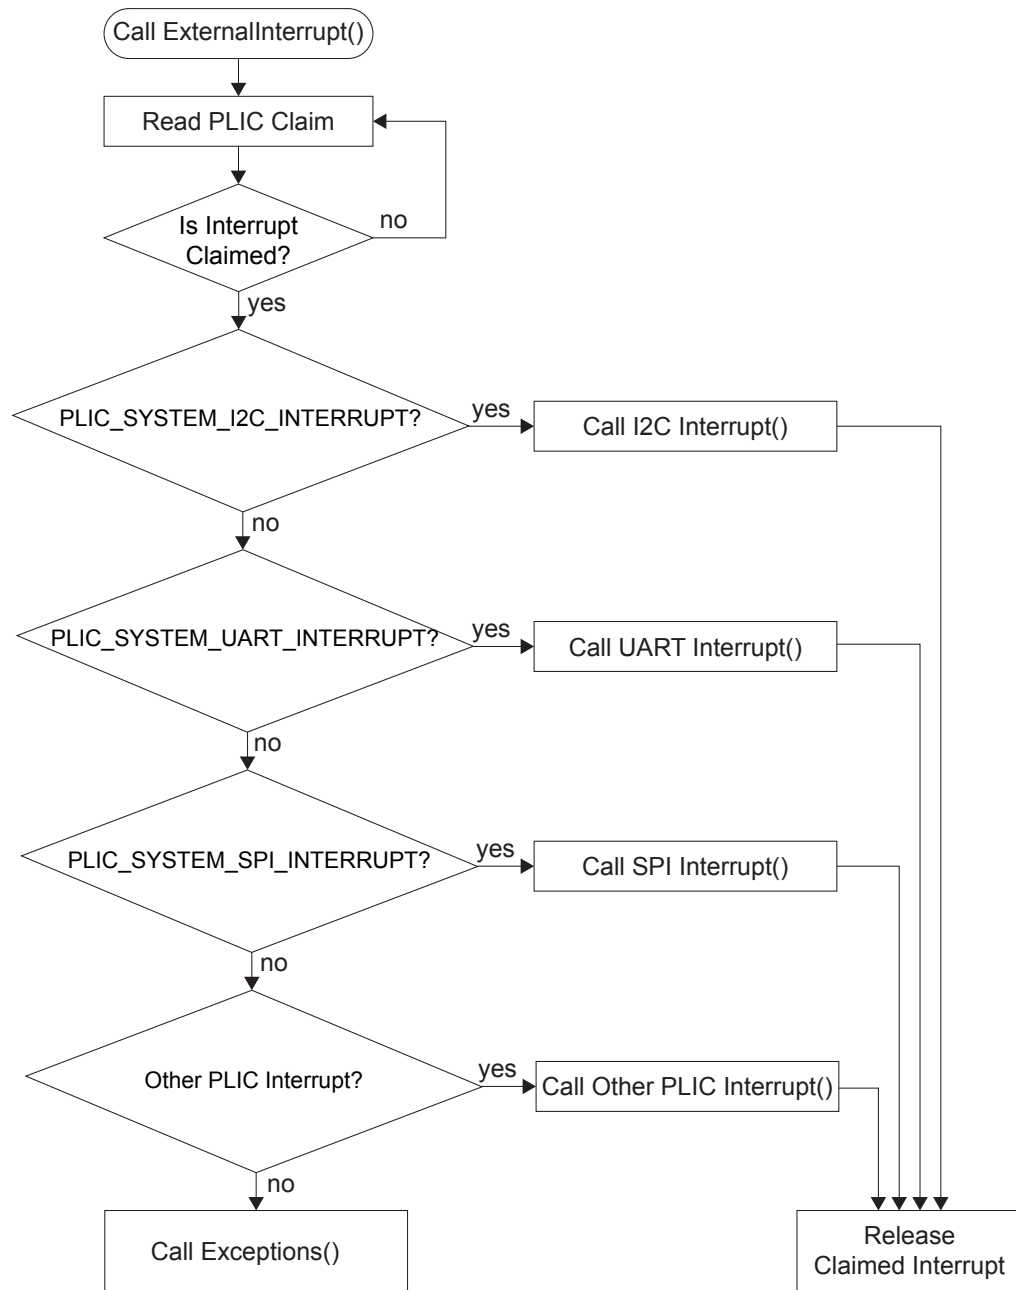 Call ExternalInterrupt()
Read PLIC Claim
Is Interrupt
Claimed?
no
yes
PLIC_SYSTEM_I2C_INTERRUPT?
yes
Call I2C Interrupt()
no
PLIC_SYSTEM_UART_INTERRUPT?
yes
Call UART Interrupt()
no
PLIC_SYSTEM_SPI_INTERRUPT?
yes
Call SPI Interrupt()
no
Other PLIC Interrupt?
yes
Call Other PLIC Interrupt()
no
Call Exceptions()
Release
Claimed Interrupt